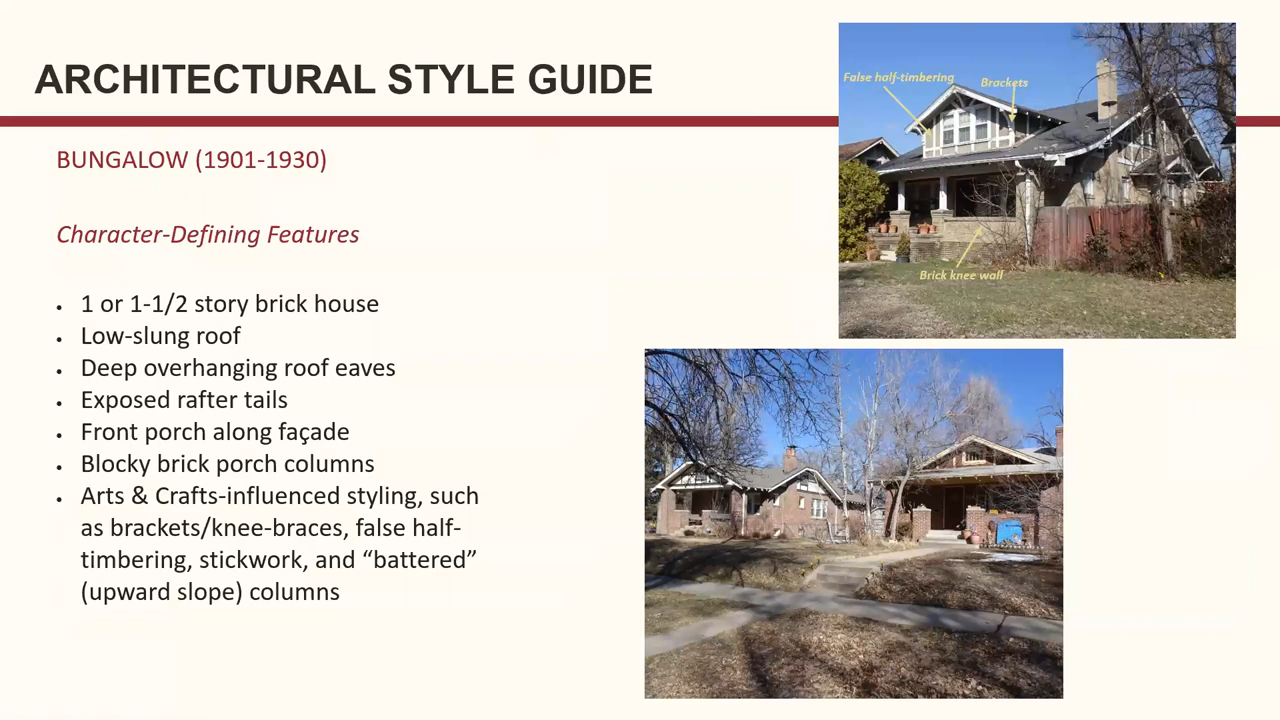 ARCHITECTURAL STYLE GUIDE
BUNGALOW (1901-1930)
Character-Defining Features
• 1 or 1-1/2 story brick house
• Low-slung roof
• Deep overhanging roof eaves
• Exposed rafter tails
• Front porch along façade
• Blocky brick porch columns
• Arts & Crafts-influenced styling, such
as brackets/knee-braces, false half-
timbering, stickwork, and “battered”
(upward slope) columns
False half-timbering
Brackets
Brick knee wall